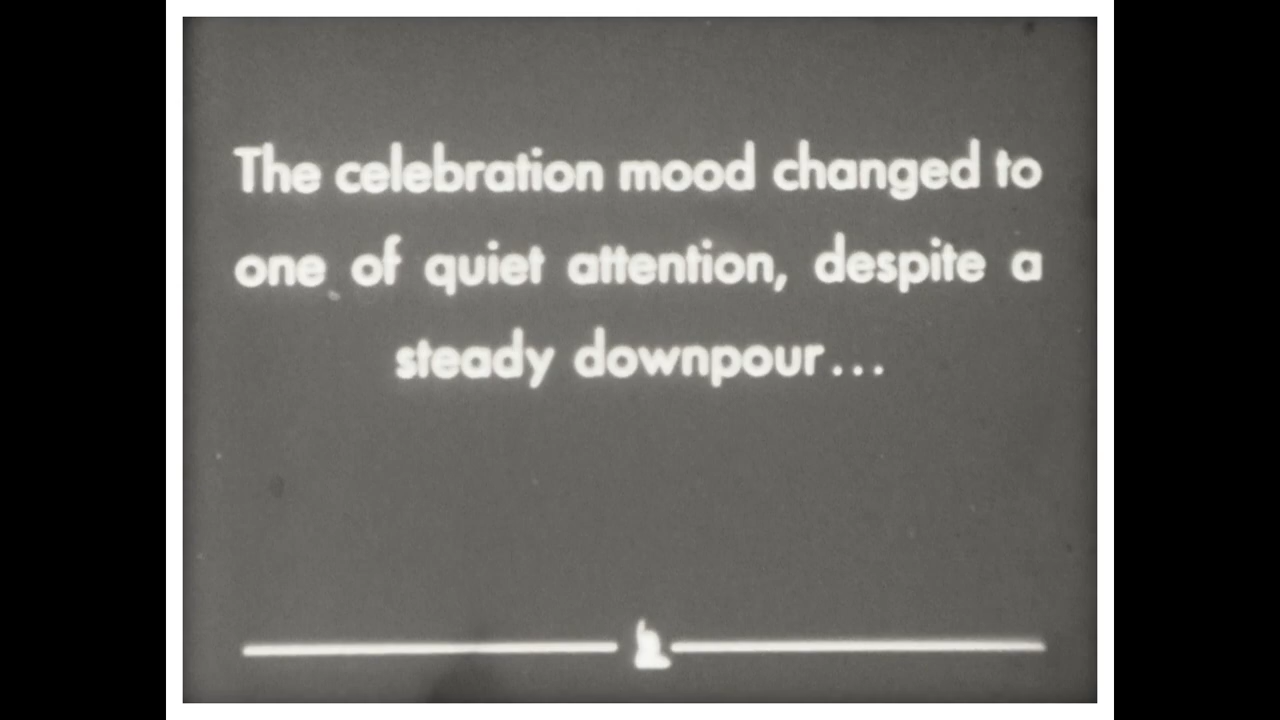 The celebration mood changed to
one of quiet attention, despite a
steady downpour...